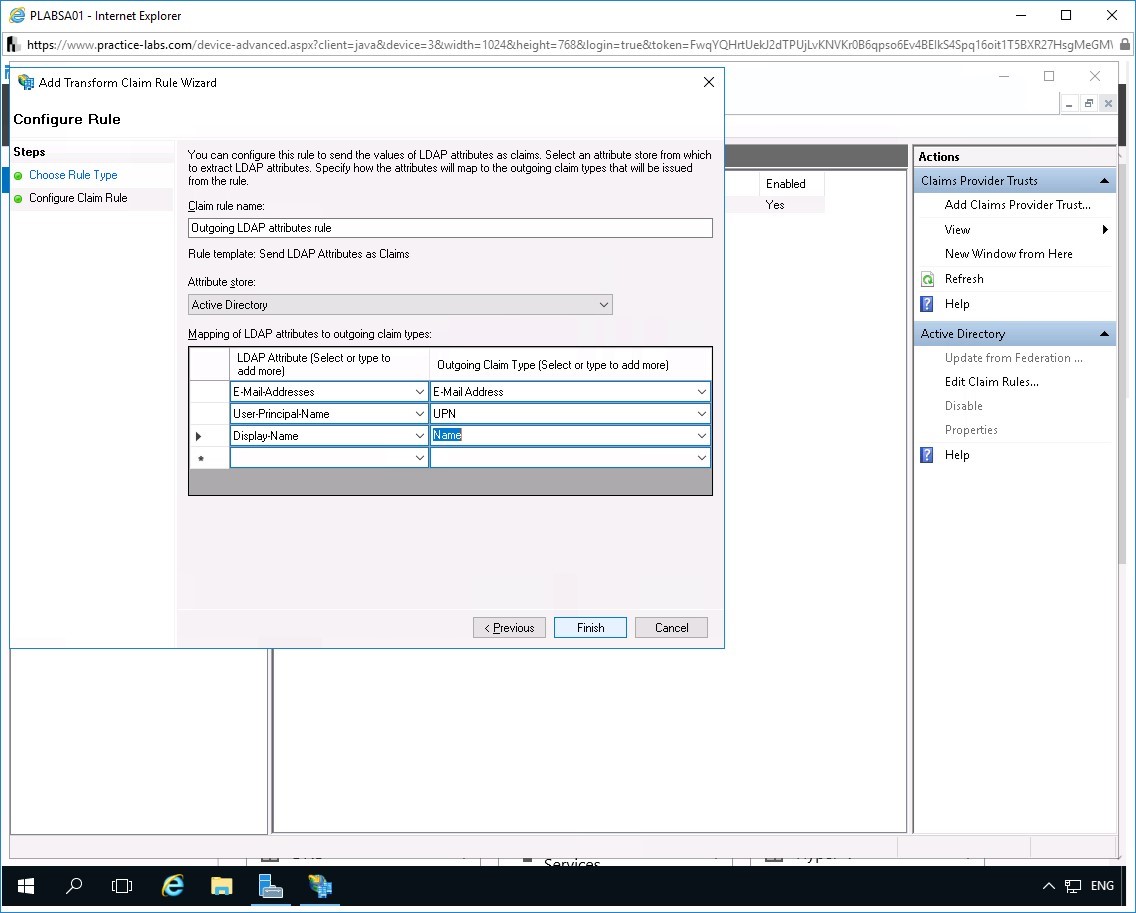 PLABSA01 - Internet Explorer
https://www.practice-labs.com/device-advanced.aspx?client=java&device=3&width=1024&height=768&login=true&token=
Add Transform Claim Rule Wizard
Configure Rule
Steps
Choose Rule Type
Configure Claim Rule
You can configure this rule to send the values of LDAP attributes as claims. Select an attribute store from which
to extract LDAP attributes. Specify how the attributes will map to the outgoing claim types that will be issued
from the rule.
Claim rule name:
Outgoing LDAP attributes rule
Rule template: Send LDAP Attributes as Claims
Attribute store:
Active Directory
Mapping of LDAP attributes to outgoing claim types:
LDAP Attribute (Select or type to
add more)
Outgoing Claim Type (Select or type to add more)
E-Mail-Addresses
E-Mail Address
User-Principal-Name
UPN
Display-Name
Name
*
< Previous
Finish
Cancel
Enabled
Yes
Actions
Claims Provider Trusts
Add Claims Provider Trust...
View
New Window from Here
Refresh
Help
Active Directory
Update from Federation ...
Edit Claim Rules...
Disable
Properties
Help
Services
ENG